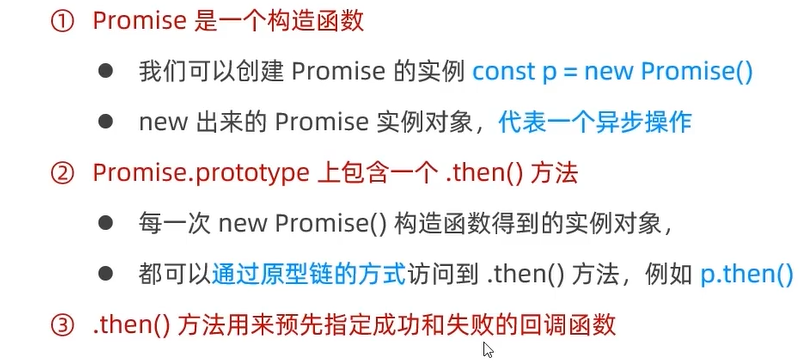 ① Promise 是一个构造函数
● 我们可以创建 Promise 的实例 const p = new Promise()
● new 出来的 Promise 实例对象，代表一个异步操作
② Promise.prototype 上包含一个 .then() 方法
● 每一次 new Promise() 构造函数得到的实例对象，
● 都可以通过原型链的方式访问到 .then() 方法，例如 p.then()
③ .then() 方法用来预先指定成功和失败的回调函数